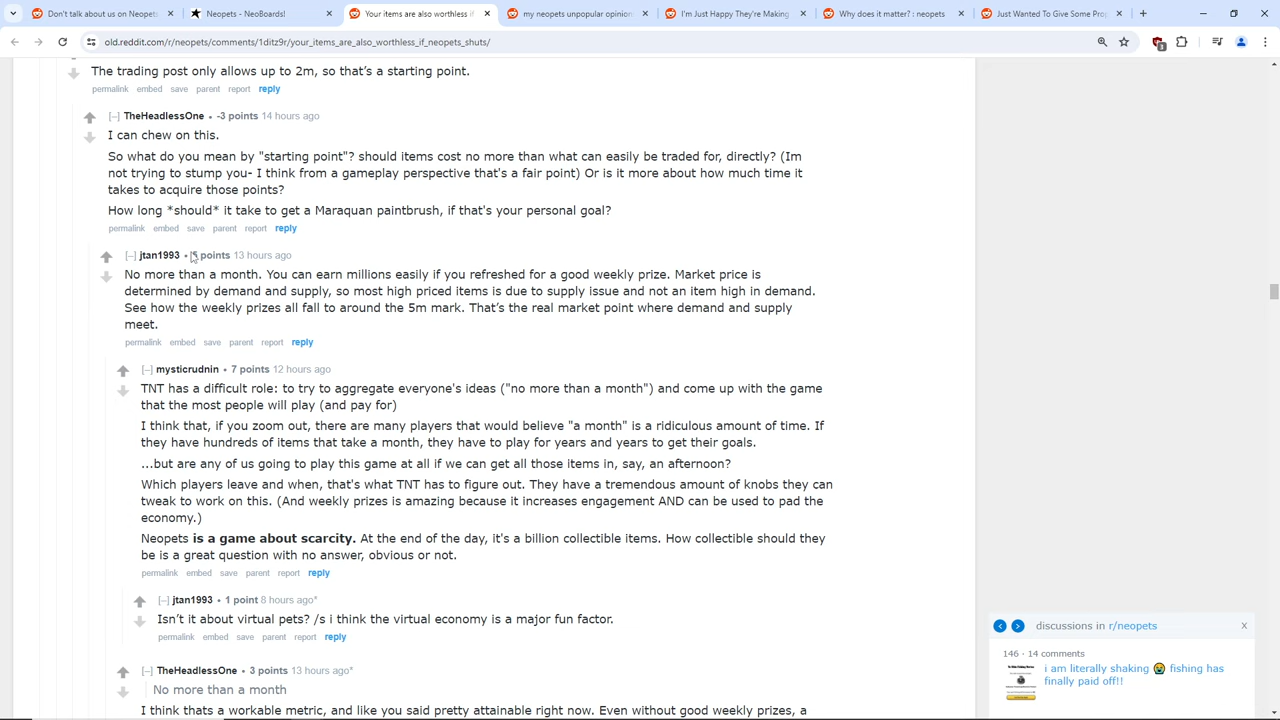 Don't talk about us on Neopets
Neopets - NeoBoards!
Your items are also worthless if
my neopets unpopular opinion
I'm Just Happy They're Making
Why does it matter? : neopets
Just Wanted To Give Some Prop
old.reddit.com/r/neopets/comments/1ditz9r/your_items_are_also_worthless_if_neopets_shuts/
3
The trading post only allows up to 2m, so that's a starting point.
permalink embed save parent report reply
[–] TheHeadlessOne • -3 points 14 hours ago
I can chew on this.
So what do you mean by "starting point"? should items cost no more than what can easily be traded for, directly? (Im
not trying to stump you- I think from a gameplay perspective that's a fair point) Or is it more about how much time it
takes to acquire those points?
How long *should* it take to get a Maraquan paintbrush, if that's your personal goal?
permalink embed save parent report reply
[–] jtan1993 • points 13 hours ago
No more than a month. You can earn millions easily if you refreshed for a good weekly prize. Market price is
determined by demand and supply, so most high priced items is due to supply issue and not an item high in demand.
See how the weekly prizes all fall to around the 5m mark. That's the real market point where demand and supply
meet.
permalink embed save parent report reply
[–] mysticrudnin • 7 points 12 hours ago
TNT has a difficult role: to try to aggregate everyone's ideas ("no more than a month") and come up with the game
that the most people will play (and pay for)
I think that, if you zoom out, there are many players that would believe "a month" is a ridiculous amount of time. If
they have hundreds of items that take a month, they have to play for years and years to get their goals.
...but are any of us going to play this game at all if we can get all those items in, say, an afternoon?
Which players leave and when, that's what TNT has to figure out. They have a tremendous amount of knobs they can
tweak to work on this. (And weekly prizes is amazing because it increases engagement AND can be used to pad the
economy.)
Neopets is a game about scarcity. At the end of the day, it's a billion collectible items. How collectible should they
be is a great question with no answer, obvious or not.
permalink embed save parent report reply
[–] jtan1993 • 1 point 8 hours ago*
Isn't it about virtual pets? /s i think the virtual economy is a major fun factor.
permalink embed save parent report reply
[–] TheHeadlessOne • 3 points 13 hours ago*
No more than a month
I think thats a workable metric, and like you said pretty attainable right now. Even without good weekly prizes, a
discussions in r/neopets X
146 · 14 comments
i am literally shaking 😭 fishing has
finally paid off!!